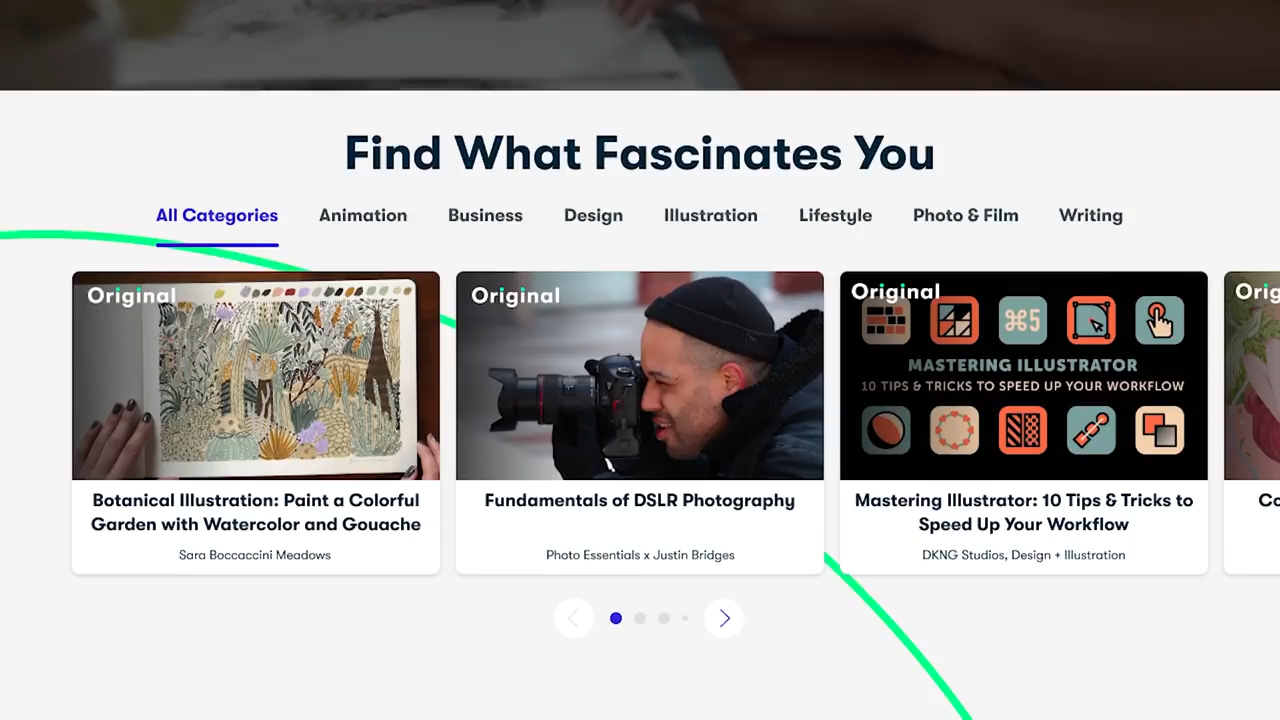 Find What Fascinates You
All Categories Animation Business Design Illustration Lifestyle Photo & Film Writing
Original
Botanical Illustration: Paint a Colorful
Garden with Watercolor and Gouache
Sara Boccaccini Meadows
Original
Fundamentals of DSLR Photography
Photo Essentials x Justin Bridges
Original
⌘5
MASTERING ILLUSTRATOR
10 TIPS & TRICKS TO SPEED UP YOUR WORKFLOW
Mastering Illustrator: 10 Tips & Tricks to
Speed Up Your Workflow
DKNG Studios, Design + Illustration
Orig
Co